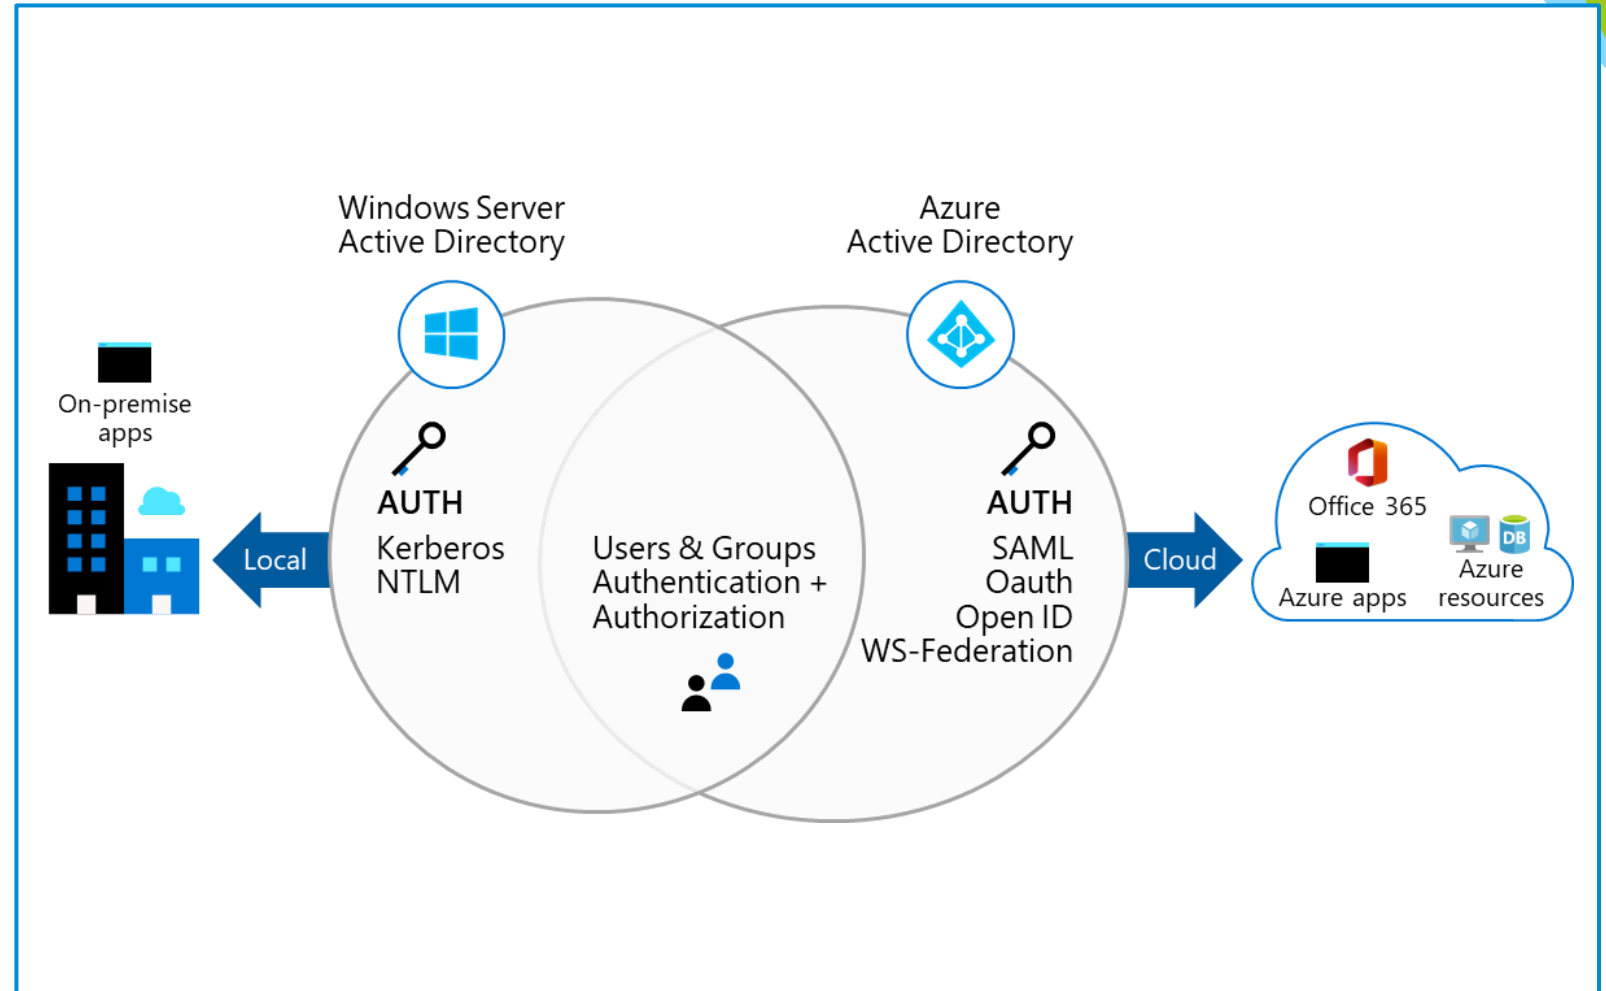 Windows Server
Active Directory
Azure
Active Directory
On-premise
apps
Local
AUTH
Kerberos
NTLM
Users & Groups
Authentication +
Authorization
AUTH
SAML
Oauth
Open ID
WS-Federation
Cloud
Office 365
DB
Azure apps
Azure
resources